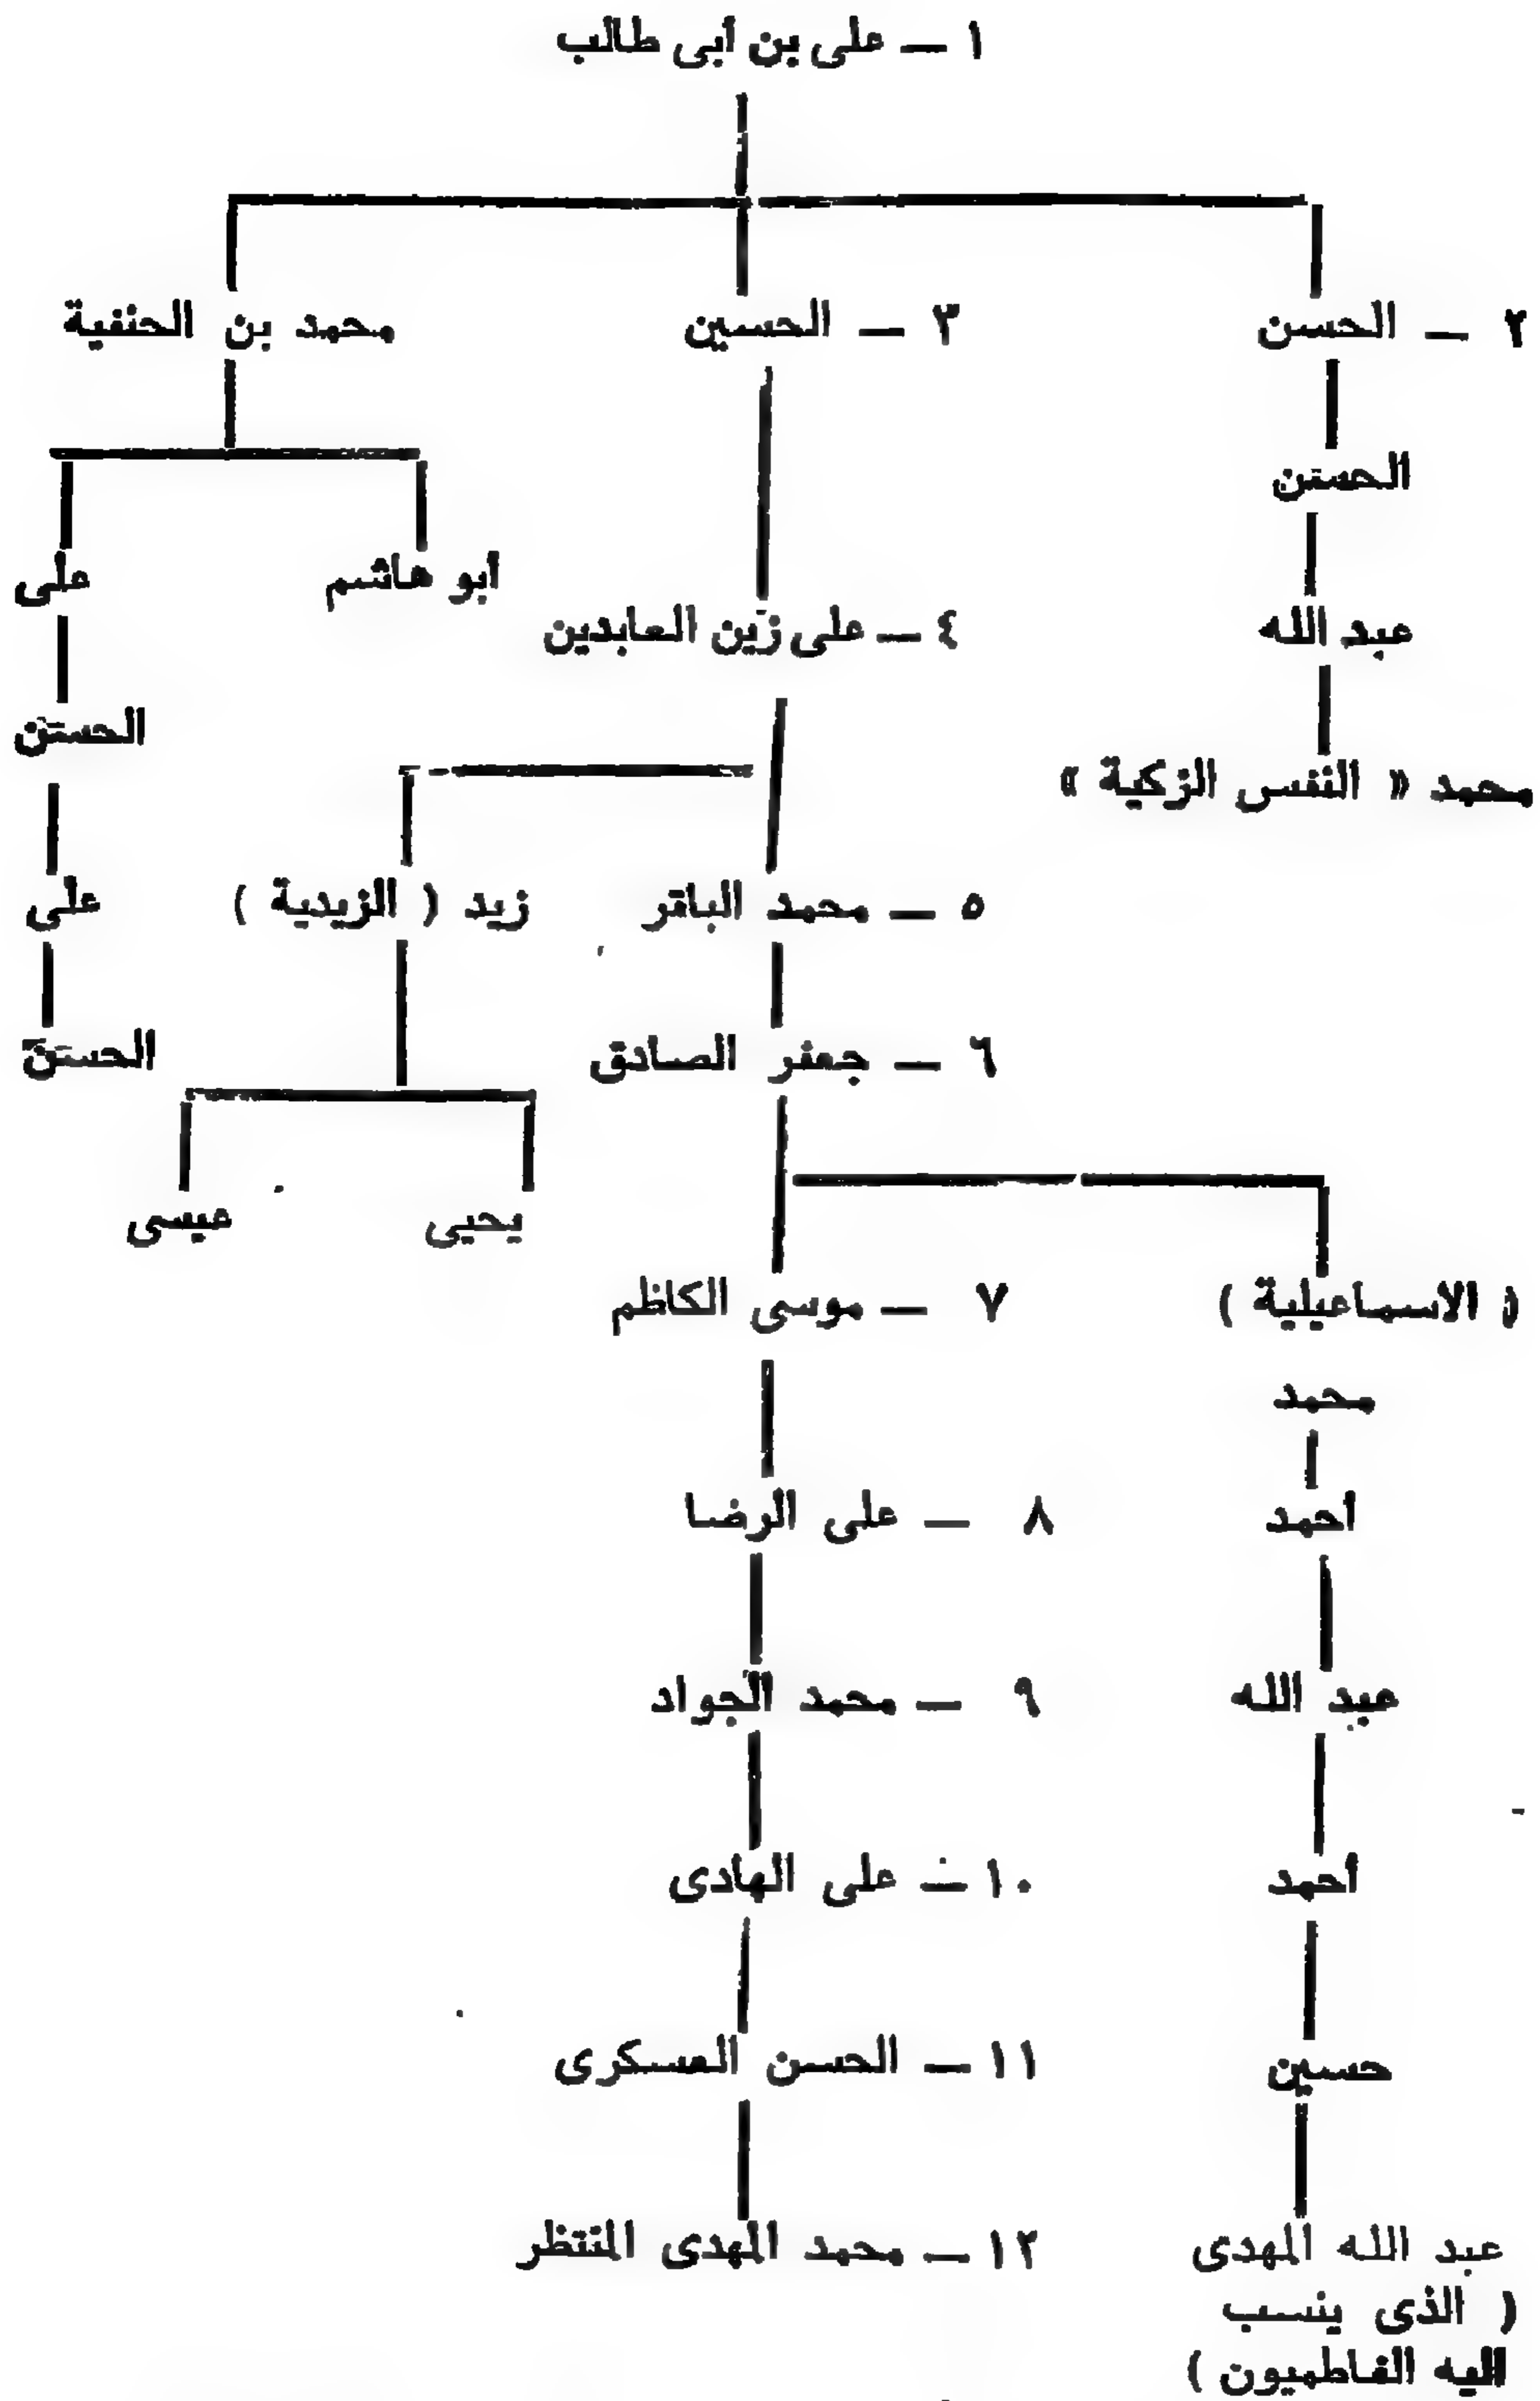 ١ — على بن أبى طالب
٢ — الحسن
٣ — الحسين
محمد بن الحنفية
الحسن
أبو هاشم
على
عبد الله
٤ — على زين العابدين
الحسن
محمد « النفس الزكية »
٥ — محمد الباقر
زيد ( الزيدية )
على
٦ — جعفر الصادق
الحسن
يحيى
عيسى
( الاسماعيلية )
٧ — موسى الكاظم
محمد
أحمد
٨ — على الرضا
عبد الله
٩ — محمد الجواد
أحمد
١٠ — على الهادى
حسين
١١ — الحسن العسكرى
عبد الله المهدى
١٢ — محمد المهدى المنتظر
( الذى ينسب
اليه الفاطميون )